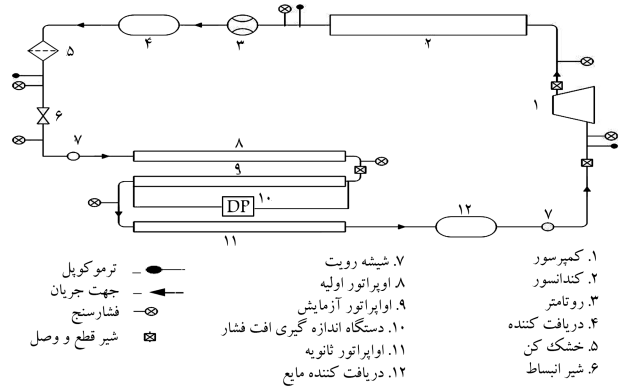 ۴
۳
۲
۵
۱
۶
۷
۸
۹
۱۰
DP
۱۲
۷
۱۱
۱. کمپرسور
۲. کندانسور
۳. روتامتر
۴. دریافت کننده
۵. خشک کن
۶. شیر انبساط
۷. شیشه رویت
۸. اوپراتور اولیه
۹. اواپراتور آزمایش
۱۰. دستگاه اندازه گیری افت فشار
۱۱. اواپراتور ثانویه
۱۲. دریافت کننده مایع
ترموکوپل
جهت جریان
فشارسنج
شیر قطع و وصل